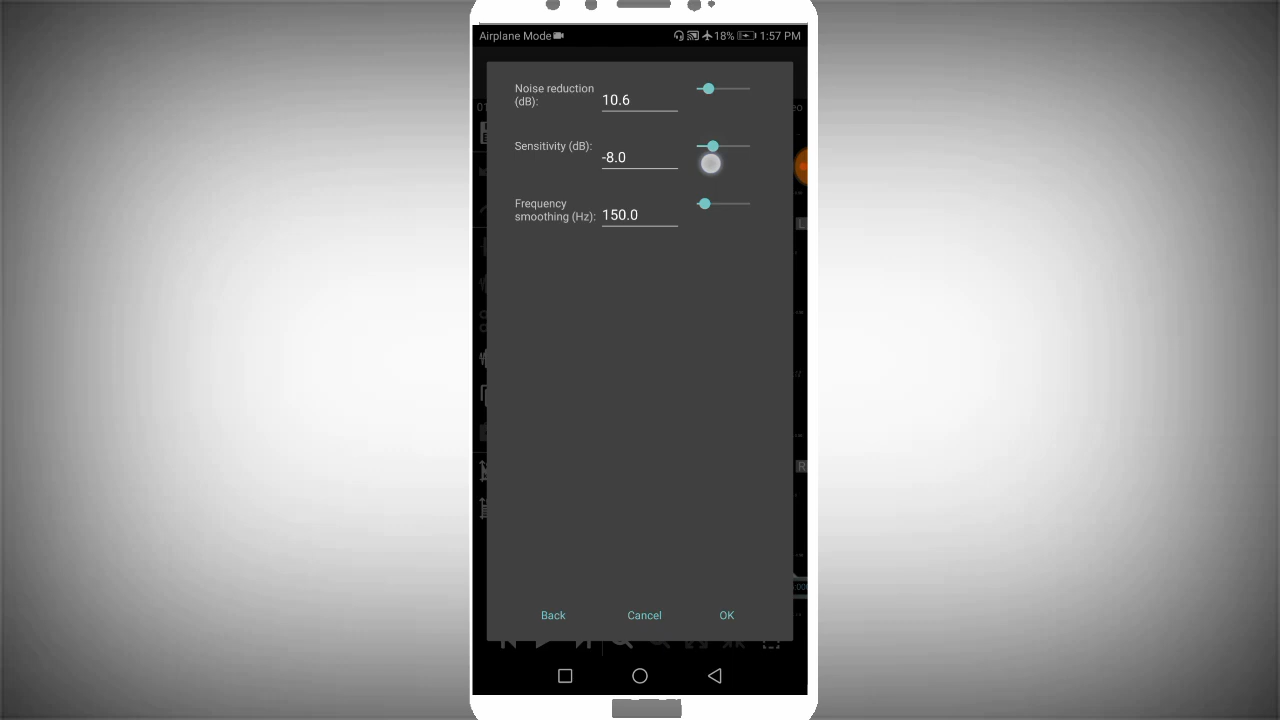 Airplane Mode 18% 1:57 PM
Noise reduction
(dB):
10.6
Sensitivity (dB):
-8.0
Frequency
smoothing (Hz):
150.0
L
R
Back Cancel OK